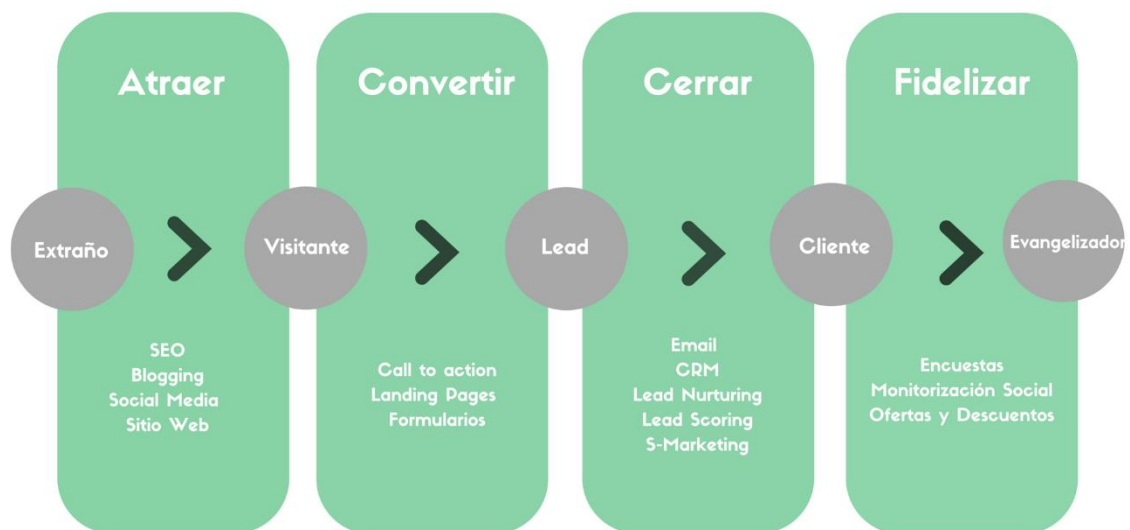 Atraer
Convertir
Cerrar
Fidelizar
Extraño
Visitante
Lead
Cliente
Evangelizador
SEO
Blogging
Social Media
Sitio Web
Call to action
Landing Pages
Formularios
Email
CRM
Lead Nurturing
Lead Scoring
S-Marketing
Encuestas
Monitorización Social
Ofertas y Descuentos